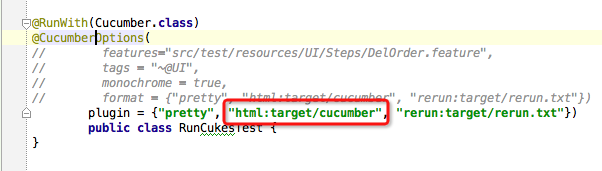 @RunWith(Cucumber.class)
@CucumberOptions(
//        features="src/test/resources/UI/Steps/DelOrder.feature",
//        tags = "~@UI",
//        monochrome = true,
//        format = {"pretty", "html:target/cucumber", "rerun:target/rerun.txt"})
        plugin = {"pretty", "html:target/cucumber", "rerun:target/rerun.txt"})
        public class RunCukesTest {
}